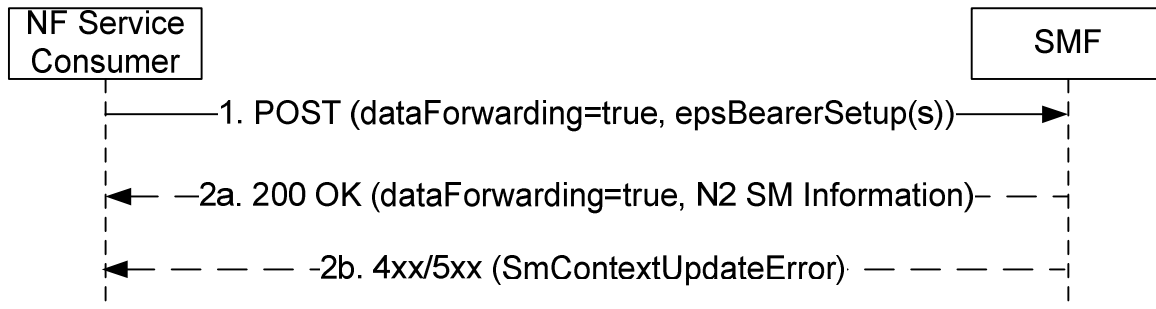 NF Service
Consumer
SMF
1. POST (dataForwarding=true, epsBearerSetup(s))
2a. 200 OK (dataForwarding=true, N2 SM Information)
2b. 4xx/5xx (SmContextUpdateError)